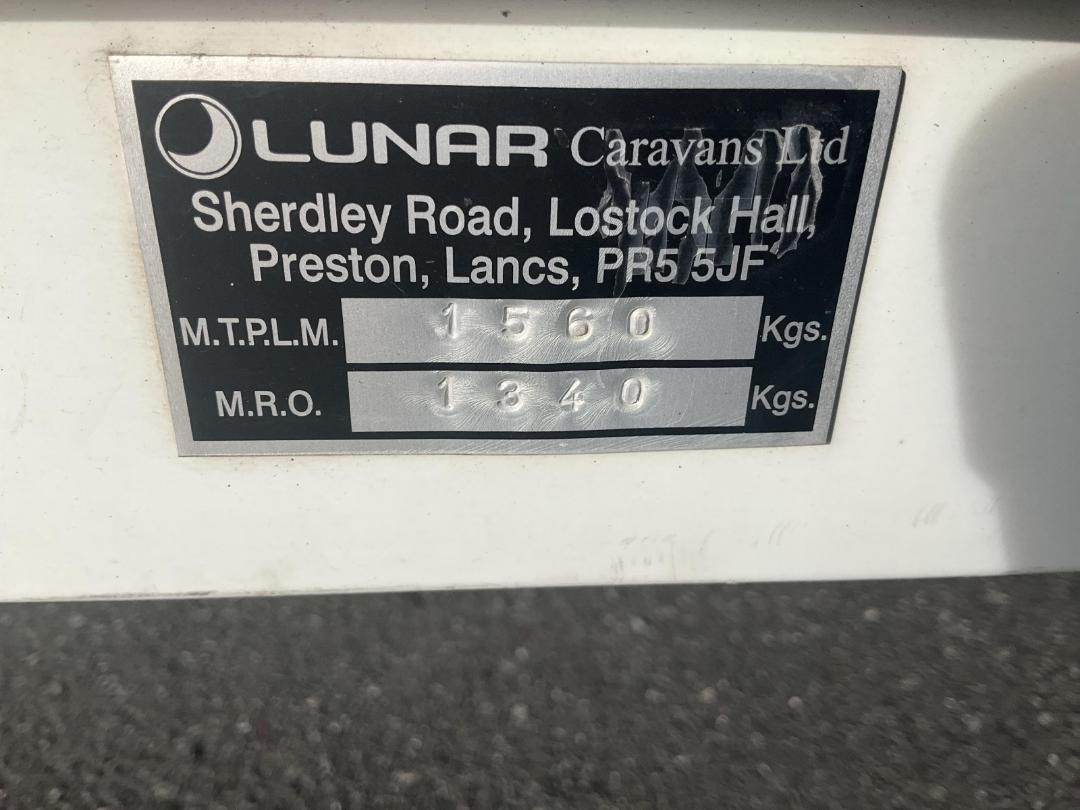 LUNAR Caravans Ltd
Sherdley Road, Lostock Hall,
Preston, Lancs, PR5 5JF
M.T.P.L.M. 1560 Kgs.
M.R.O. 1340 Kgs.